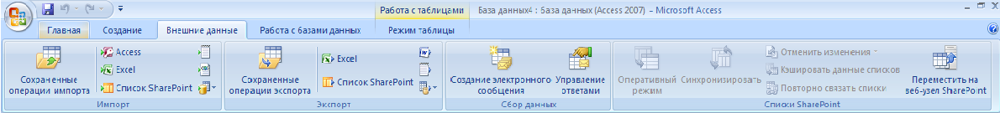 Работа с таблицами
База данных4 : база данных (Access 2007) - Microsoft Access
Главная Создание Внешние данные Работа с базами данных Режим таблицы
Сохраненные операции импорта
Access
Excel
Список SharePoint
Импорт
Сохраненные операции экспорта
Excel
Список SharePoint
Экспорт
Создание электронного сообщения
Управление ответами
Сбор данных
Оперативный режим
Синхронизировать
Отменить изменения
Кэшировать данные списков
Повторно связать списки
Переместить на веб-узел SharePoint
Списки SharePoint